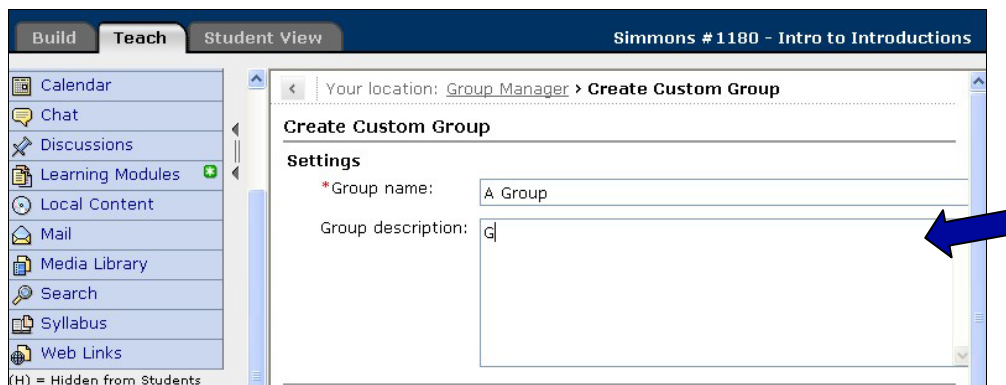 Build Teach Student View Simmons #1180 - Intro to Introductions
Calendar
Chat
Discussions
Learning Modules
Local Content
Mail
Media Library
Search
Syllabus
Web Links
(H) = Hidden from Students
Your location: Group Manager › Create Custom Group
Create Custom Group
Settings
*Group name: A Group
Group description: G